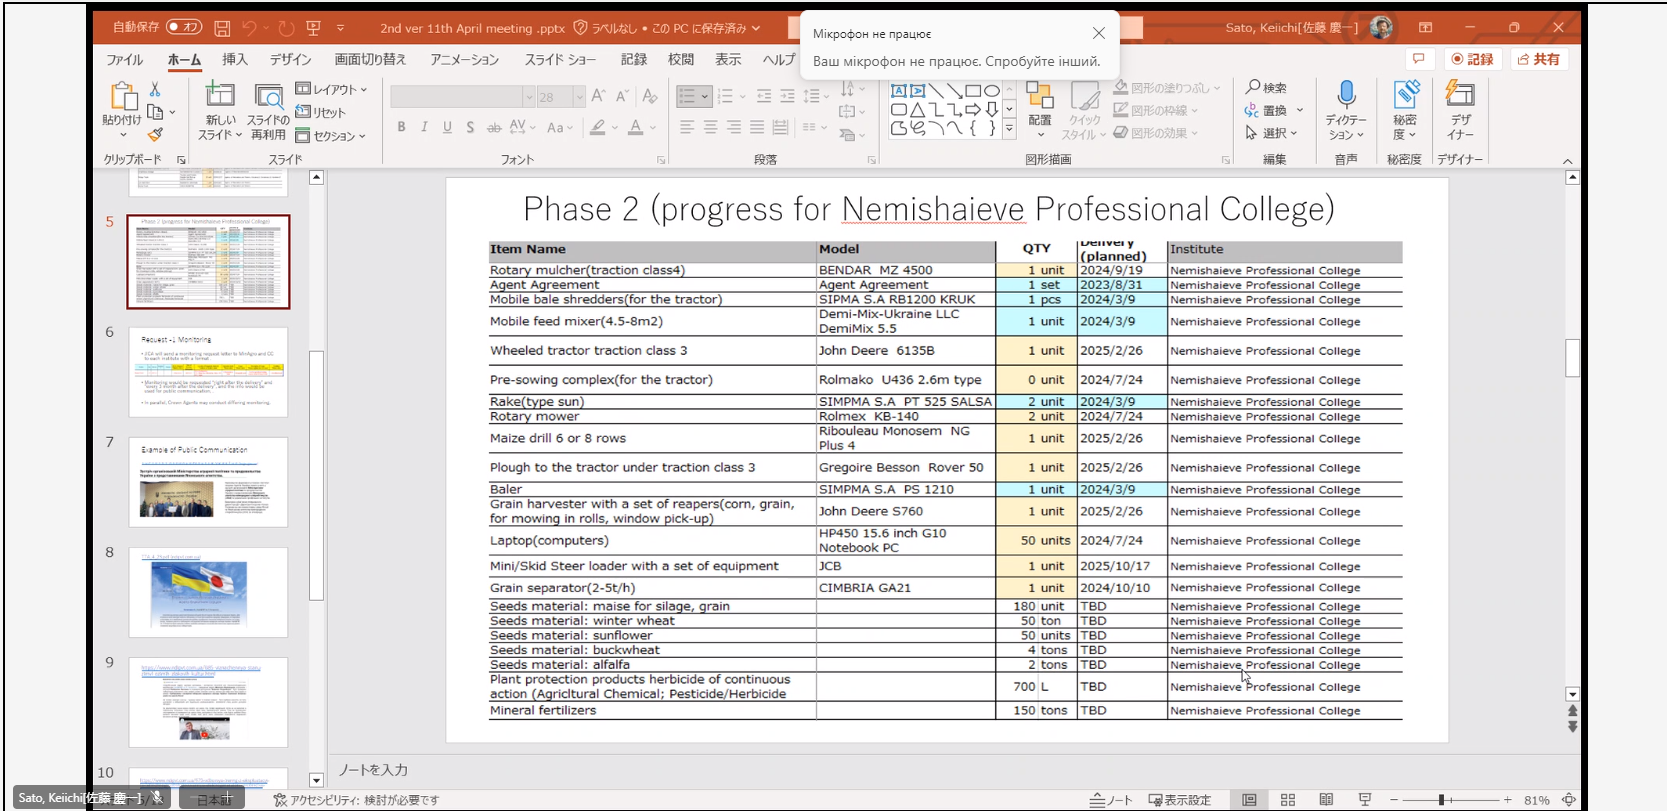 自動保存 オフ 2nd ver 11th April meeting .pptx ラベルなし • この PC に保存済み Sato, Keiichi[佐藤 慶一]
Мікрофон не працює
Ваш мікрофон не працює. Спробуйте інший.
ファイル ホーム 挿入 デザイン 画面切り替え アニメーション スライド ショー 記録 校閲 表示 ヘルプ 記録 共有
貼り付け 新しい スライド スライドの 再利用 レイアウト リセット セクション
28
B I U S ab AV Aa A
配置 クイック スタイル 図形の塗りつぶし 図形の枠線 図形の効果
検索 置換 選択 ディクテーション 秘密度 デザイナー
クリップボード スライド フォント 段落 図形描画 編集 音声 秘密度 デザイナー
5
6
Request -1 Monitoring
7
Example of Public Communication
8
9
10
Phase 2 (progress for Nemishaieve Professional College)
Item Name Model QTY Delivery (planned) Institute
Rotary mulcher(traction class4) BENDAR MZ 4500 1 unit 2024/9/19 Nemishaieve Professional College
Agent Agreement Agent Agreement 1 set 2023/8/31 Nemishaieve Professional College
Mobile bale shredders(for the tractor) SIPMA S.A RB1200 KRUK 1 pcs 2024/3/9 Nemishaieve Professional College
Mobile feed mixer(4.5-8m2) Demi-Mix-Ukraine LLC DemiMix 5.5 1 unit 2024/3/9 Nemishaieve Professional College
Wheeled tractor traction class 3 John Deere 6135B 1 unit 2025/2/26 Nemishaieve Professional College
Pre-sowing complex(for the tractor) Rolmako U436 2.6m type 0 unit 2024/7/24 Nemishaieve Professional College
Rake(type sun) SIMPMA S.A PT 525 SALSA 2 unit 2024/3/9 Nemishaieve Professional College
Rotary mower Rolmex KB-140 2 unit 2024/7/24 Nemishaieve Professional College
Maize drill 6 or 8 rows Ribouleau Monosem NG Plus 4 1 unit 2025/2/26 Nemishaieve Professional College
Plough to the tractor under traction class 3 Gregoire Besson Rover 50 1 unit 2025/2/26 Nemishaieve Professional College
Baler SIMPMA S.A PS 1210 1 unit 2024/3/9 Nemishaieve Professional College
Grain harvester with a set of reapers(corn, grain, for mowing in rolls, window pick-up) John Deere S760 1 unit 2025/2/26 Nemishaieve Professional College
Laptop(computers) HP450 15.6 inch G10 Notebook PC 50 units 2024/7/24 Nemishaieve Professional College
Mini/Skid Steer loader with a set of equipment JCB 1 unit 2025/10/17 Nemishaieve Professional College
Grain separator(2-5t/h) CIMBRIA GA21 1 unit 2024/10/10 Nemishaieve Professional College
Seeds material: maise for silage, grain 180 unit TBD Nemishaieve Professional College
Seeds material: winter wheat 50 ton TBD Nemishaieve Professional College
Seeds material: sunflower 50 units TBD Nemishaieve Professional College
Seeds material: buckwheat 4 tons TBD Nemishaieve Professional College
Seeds material: alfalfa 2 tons TBD Nemishaieve Professional College
Plant protection products herbicide of continuous action (Agricltural Chemical; Pesticide/Herbicide 700 L TBD Nemishaieve Professional College
Mineral fertilizers 150 tons TBD Nemishaieve Professional College
ノートを入力
Sato, Keiichi[佐藤 慶一] 日本語 アクセシビリティ: 検討が必要です ノート 表示設定 81%